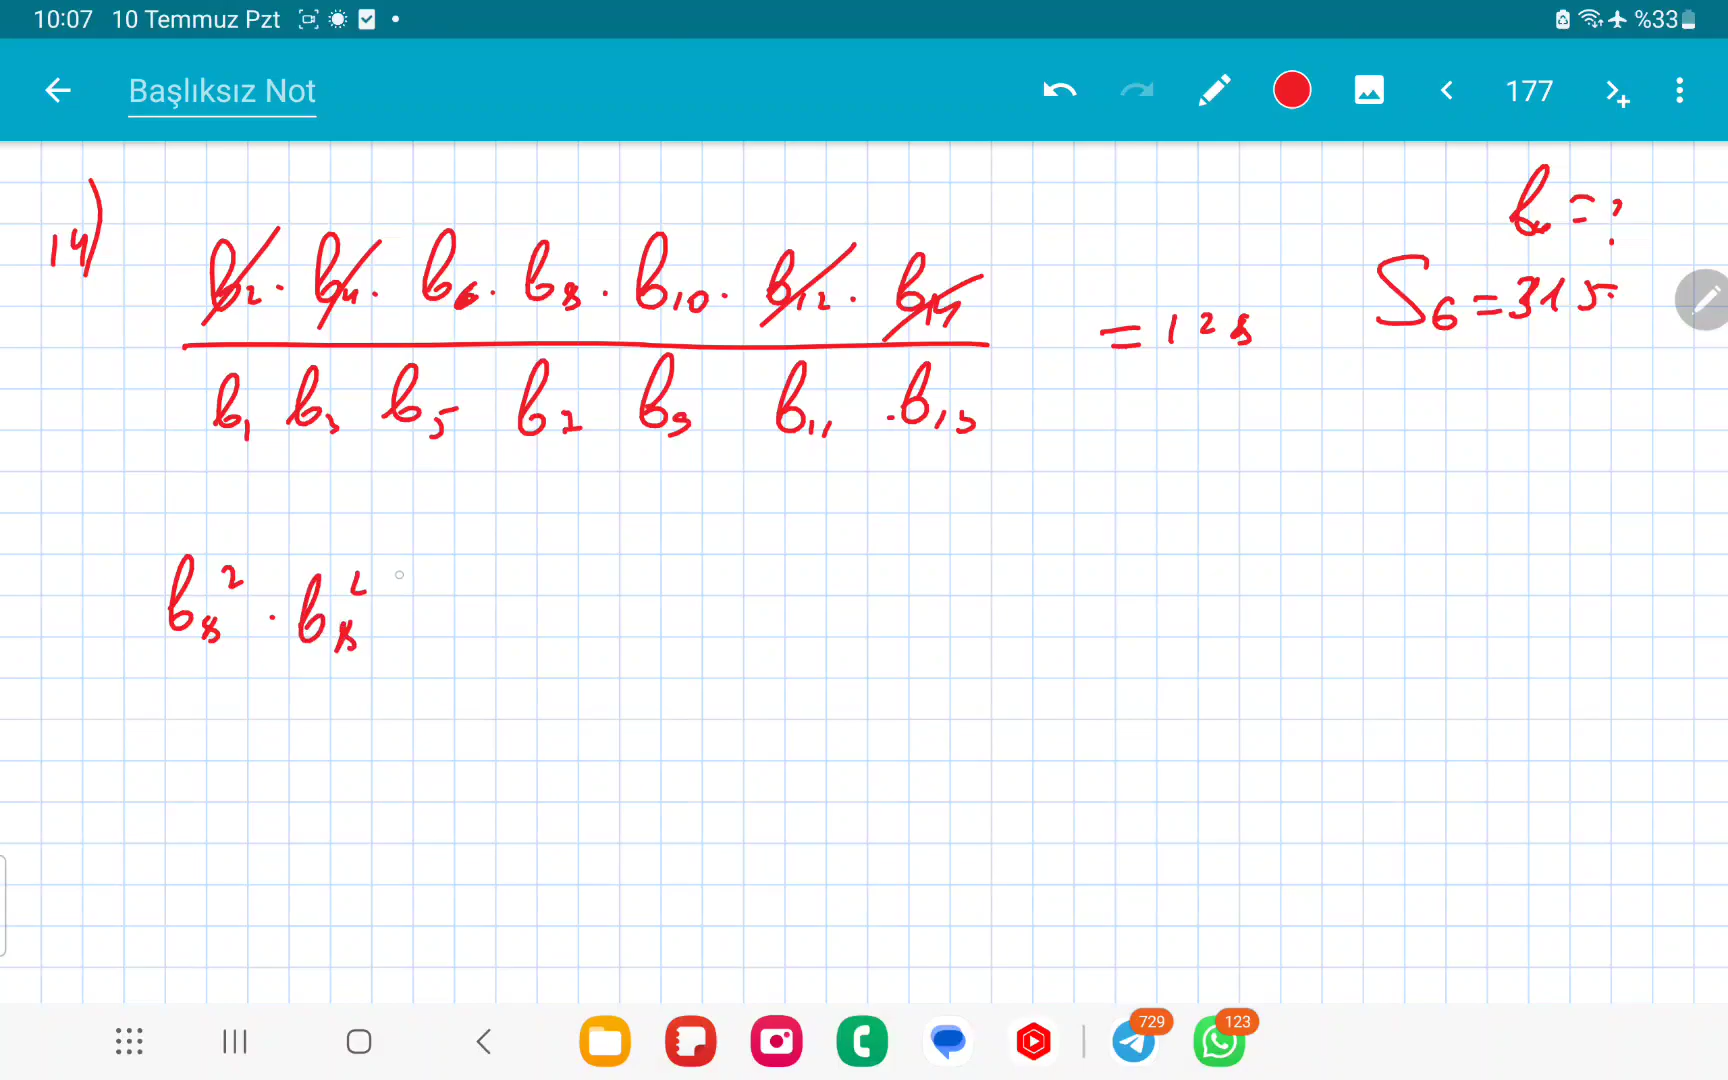 10:07 10 Temmuz Pzt %33
Başlıksız Not 177
14)
b₂ · b₄ · b₆ · b₈ · b₁₀ · b₁₂ · b₁₄
b₁ b₃ b₅ b₇ b₉ b₁₁ · b₁₃
= 128
b = ?
S₆ = 315
b₈² · b₈²
729 123